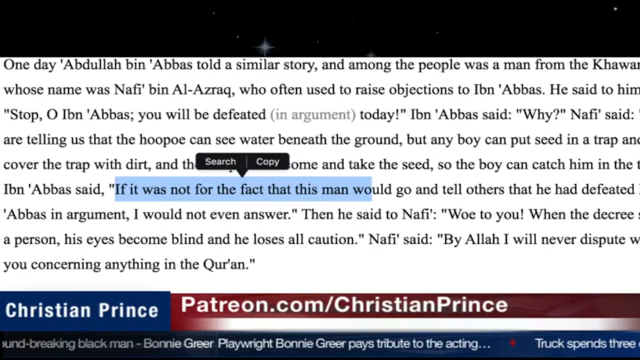 One day 'Abdullah bin 'Abbas told a similar story, and among the people was a man from the Khawar
whose name was Nafi' bin Al-Azraq, who often used to raise objections to Ibn 'Abbas. He said to him
"Stop, O Ibn 'Abbas; you will be defeated (in argument) today!" Ibn 'Abbas said: "Why?" Nafi' said:
are telling us that the hoopoe can see water beneath the ground, but any boy can put seed in a trap and
cover the trap with dirt, and the ome and take the seed, so the boy can catch him in the
Search Copy
Ibn 'Abbas said, "If it was not for the fact that this man would go and tell others that he had defeated
'Abbas in argument, I would not even answer." Then he said to Nafi': "Woe to you! When the decree
a person, his eyes become blind and he loses all caution." Nafi' said: "By Allah I will never dispute
you concerning anything in the Qur'an."
Christian Prince Patreon.com/ChristianPrince
ound-breaking black man - Bonnie Greer Playwright Bonnie Greer pays tribute to the acting... Truck spends three